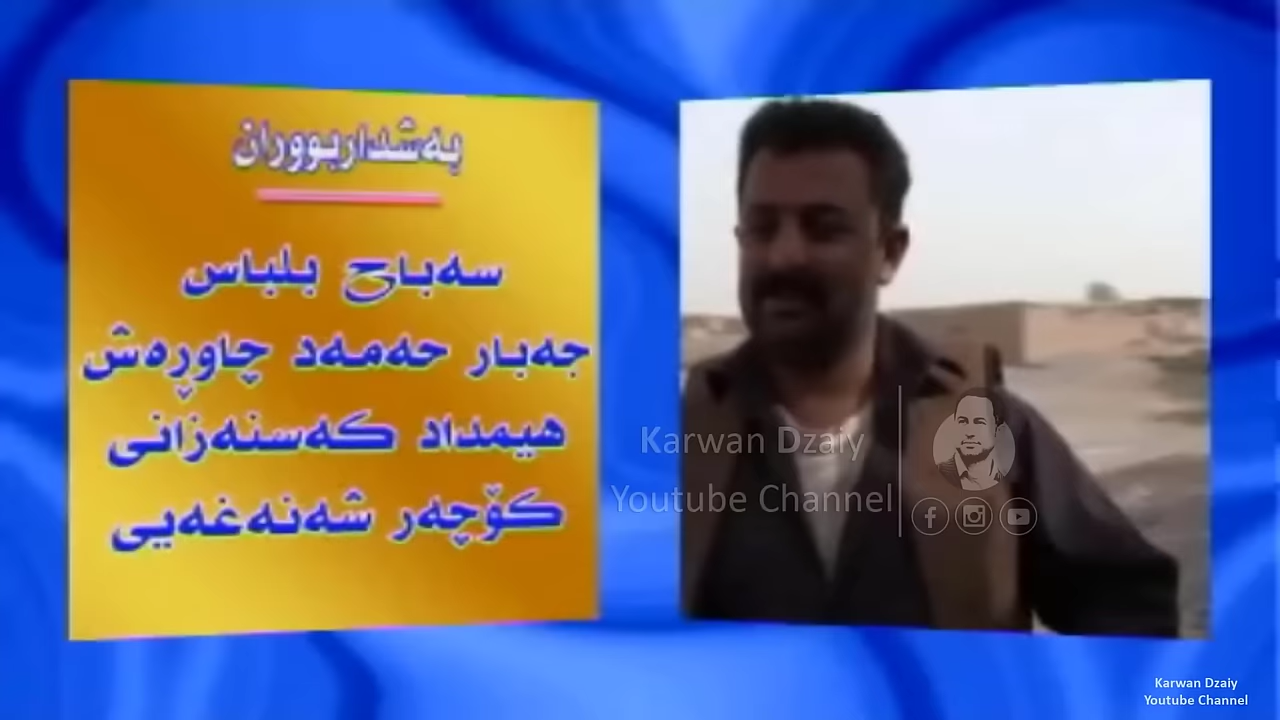 بەشداربووران
سەباح بلباس
جەبار حەمەد چاوڕەش
هیمداد کەسنەزانی
کۆچەر شەنەغەیی
Karwan Dzaiy
Youtube Channel
Karwan Dzaiy
Youtube Channel